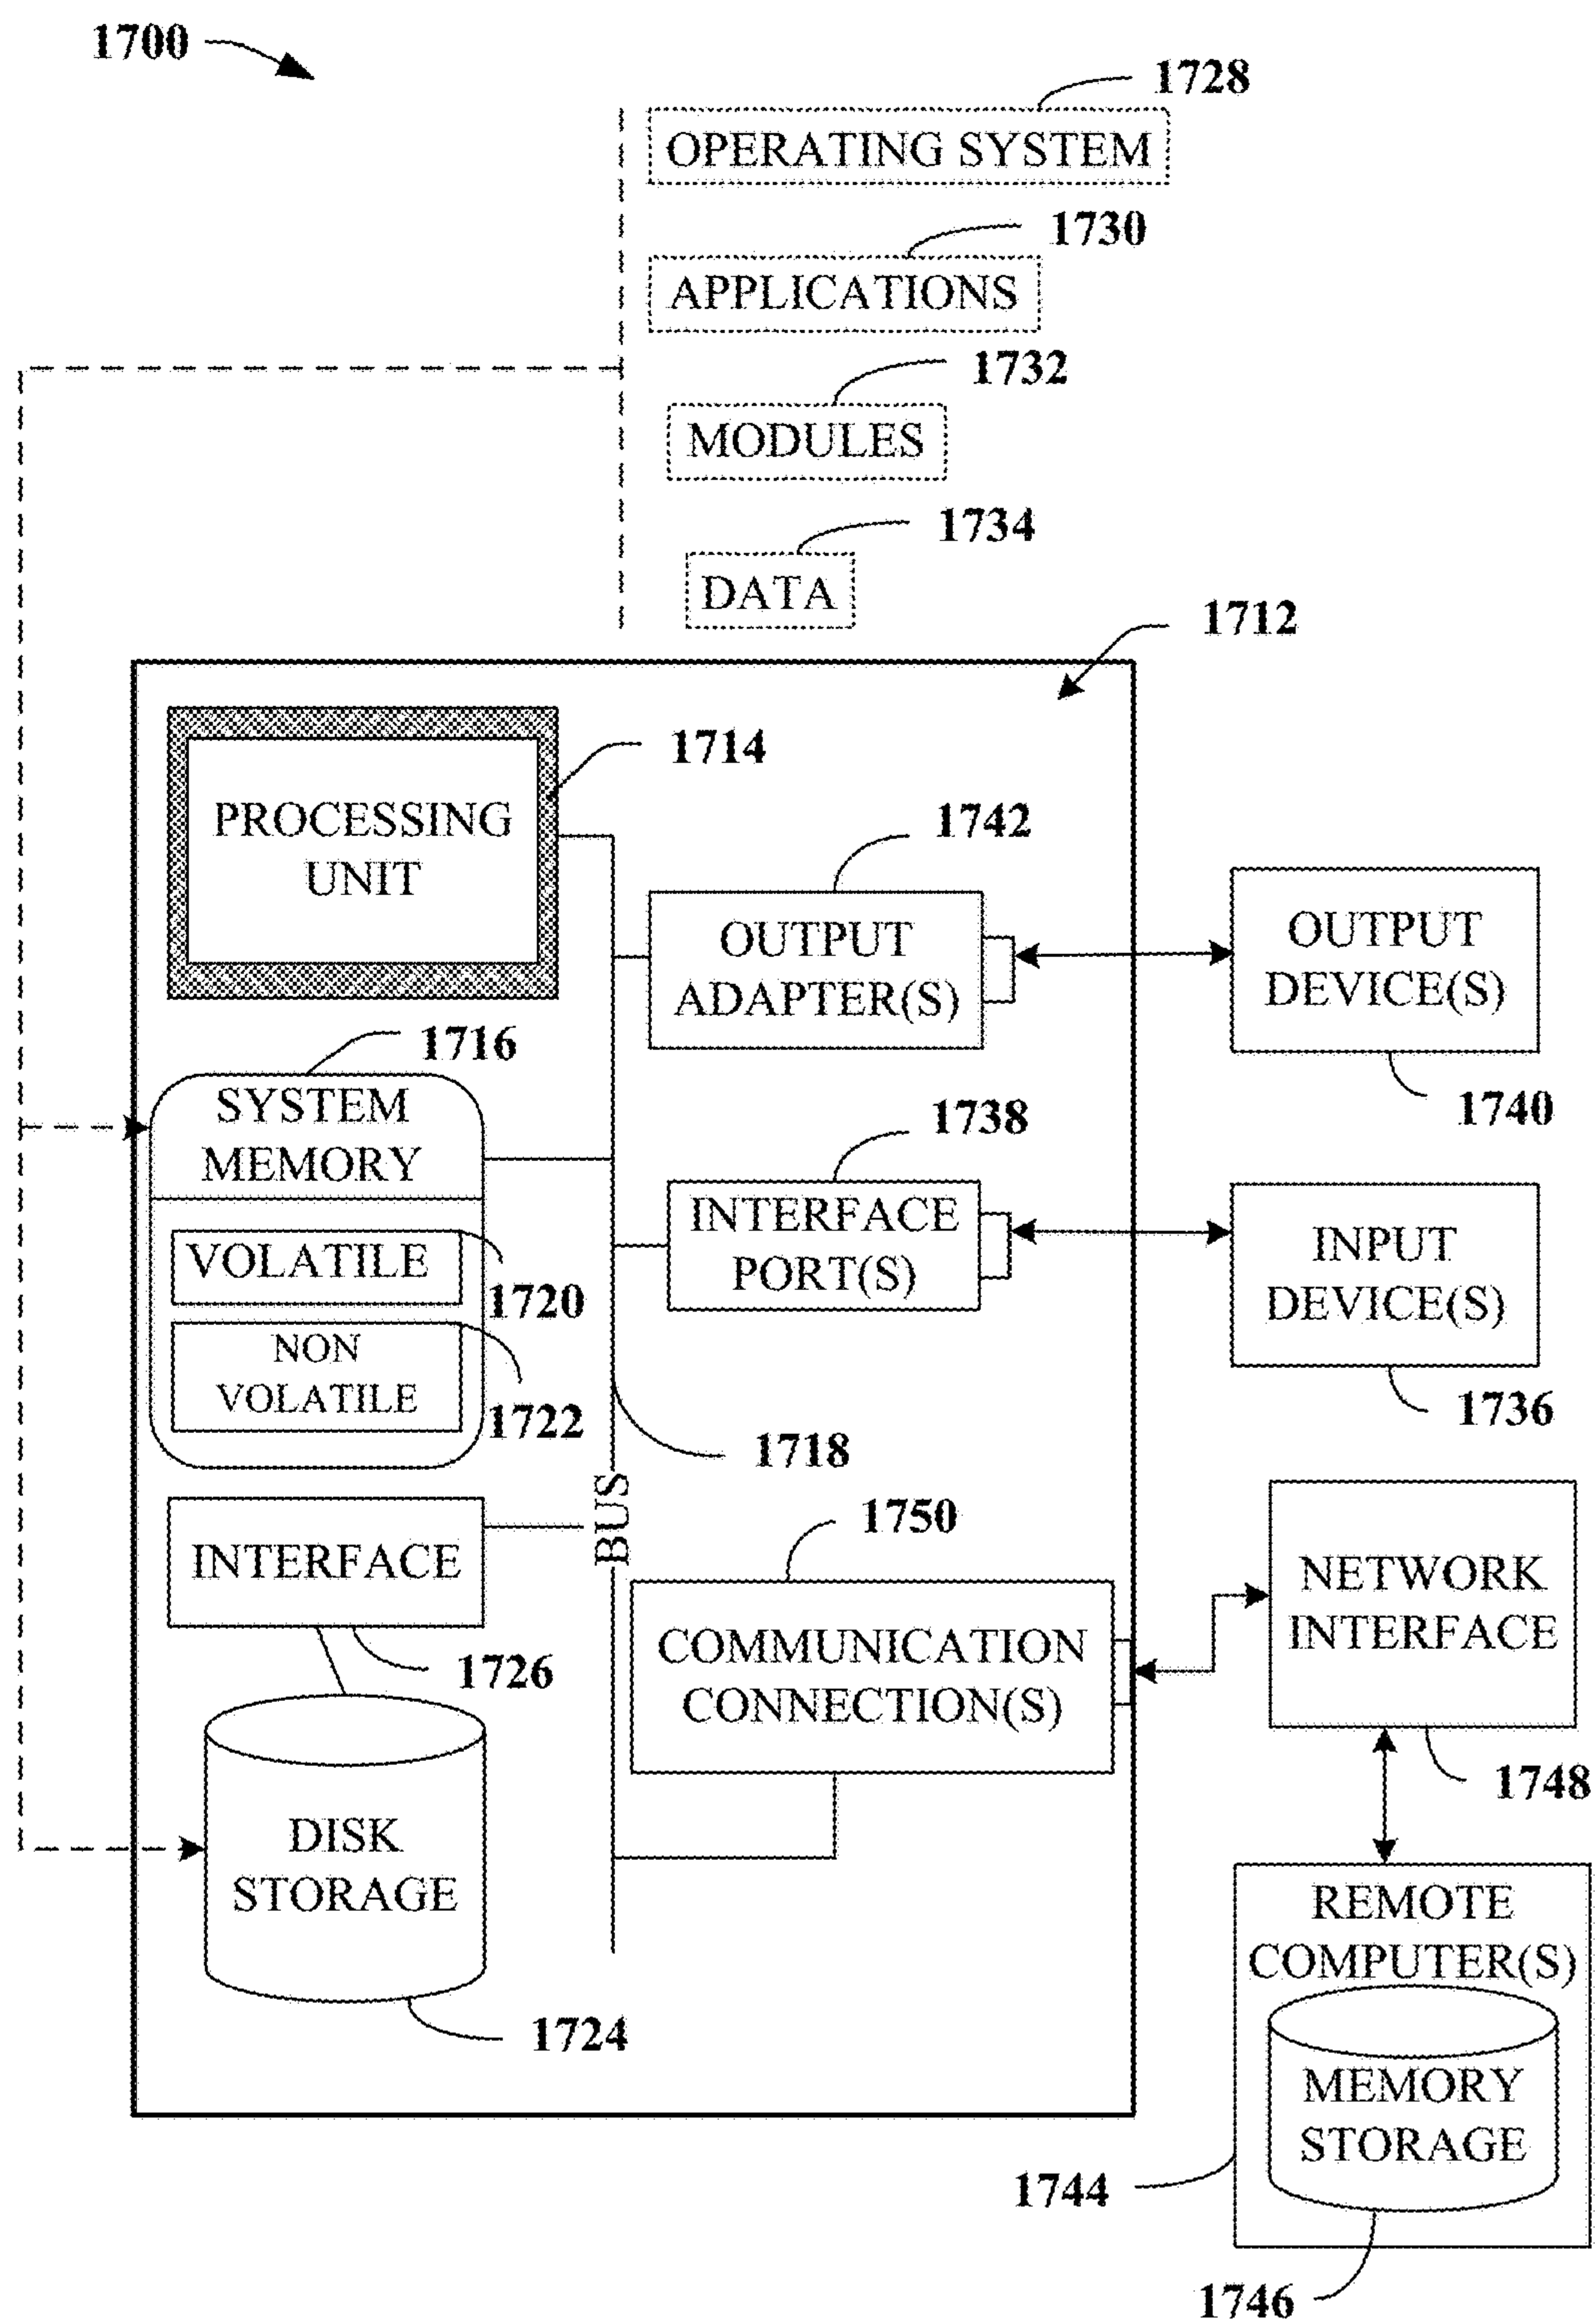 1700
1728
OPERATING SYSTEM
1730
APPLICATIONS
1732
MODULES
1734
DATA
1712
1714
PROCESSING
UNIT
1742
OUTPUT
ADAPTER(S)
OUTPUT
DEVICE(S)
1740
1716
SYSTEM
MEMORY
1738
INTERFACE
PORT(S)
INPUT
DEVICE(S)
1736
VOLATILE
1720
NON
VOLATILE
1722
1718
BUS
1750
INTERFACE
1726
COMMUNICATION
CONNECTION(S)
NETWORK
INTERFACE
1748
DISK
STORAGE
1724
REMOTE
COMPUTER(S)
MEMORY
STORAGE
1744
1746